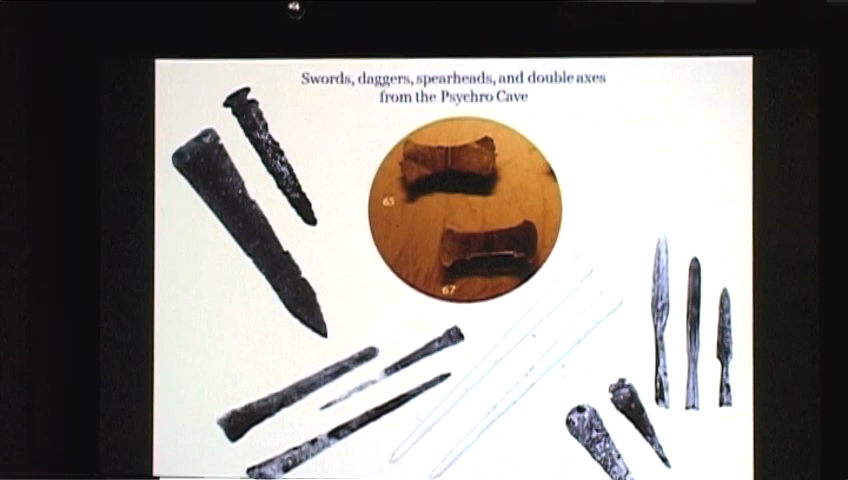 Swords, daggers, spearheads, and double axes
from the Psychro Cave
65
67